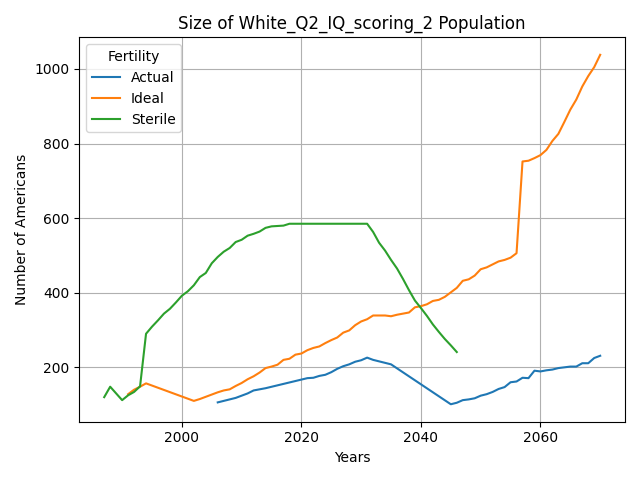 Size of White_Q2_IQ_scoring_2 Population
Fertility
Actual
Ideal
Sterile
Number of Americans
1000
800
600
400
200
2000
2020
2040
2060
Years